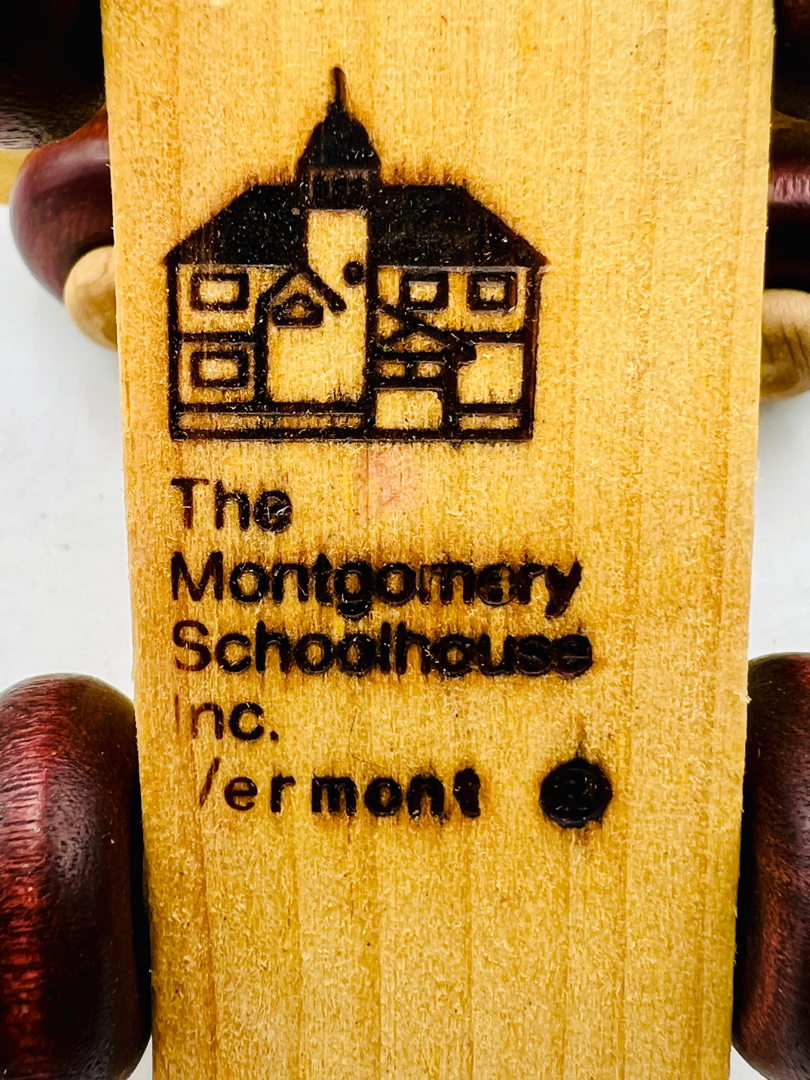 The
Montgomery
Schoolhouse
Inc.
Vermont